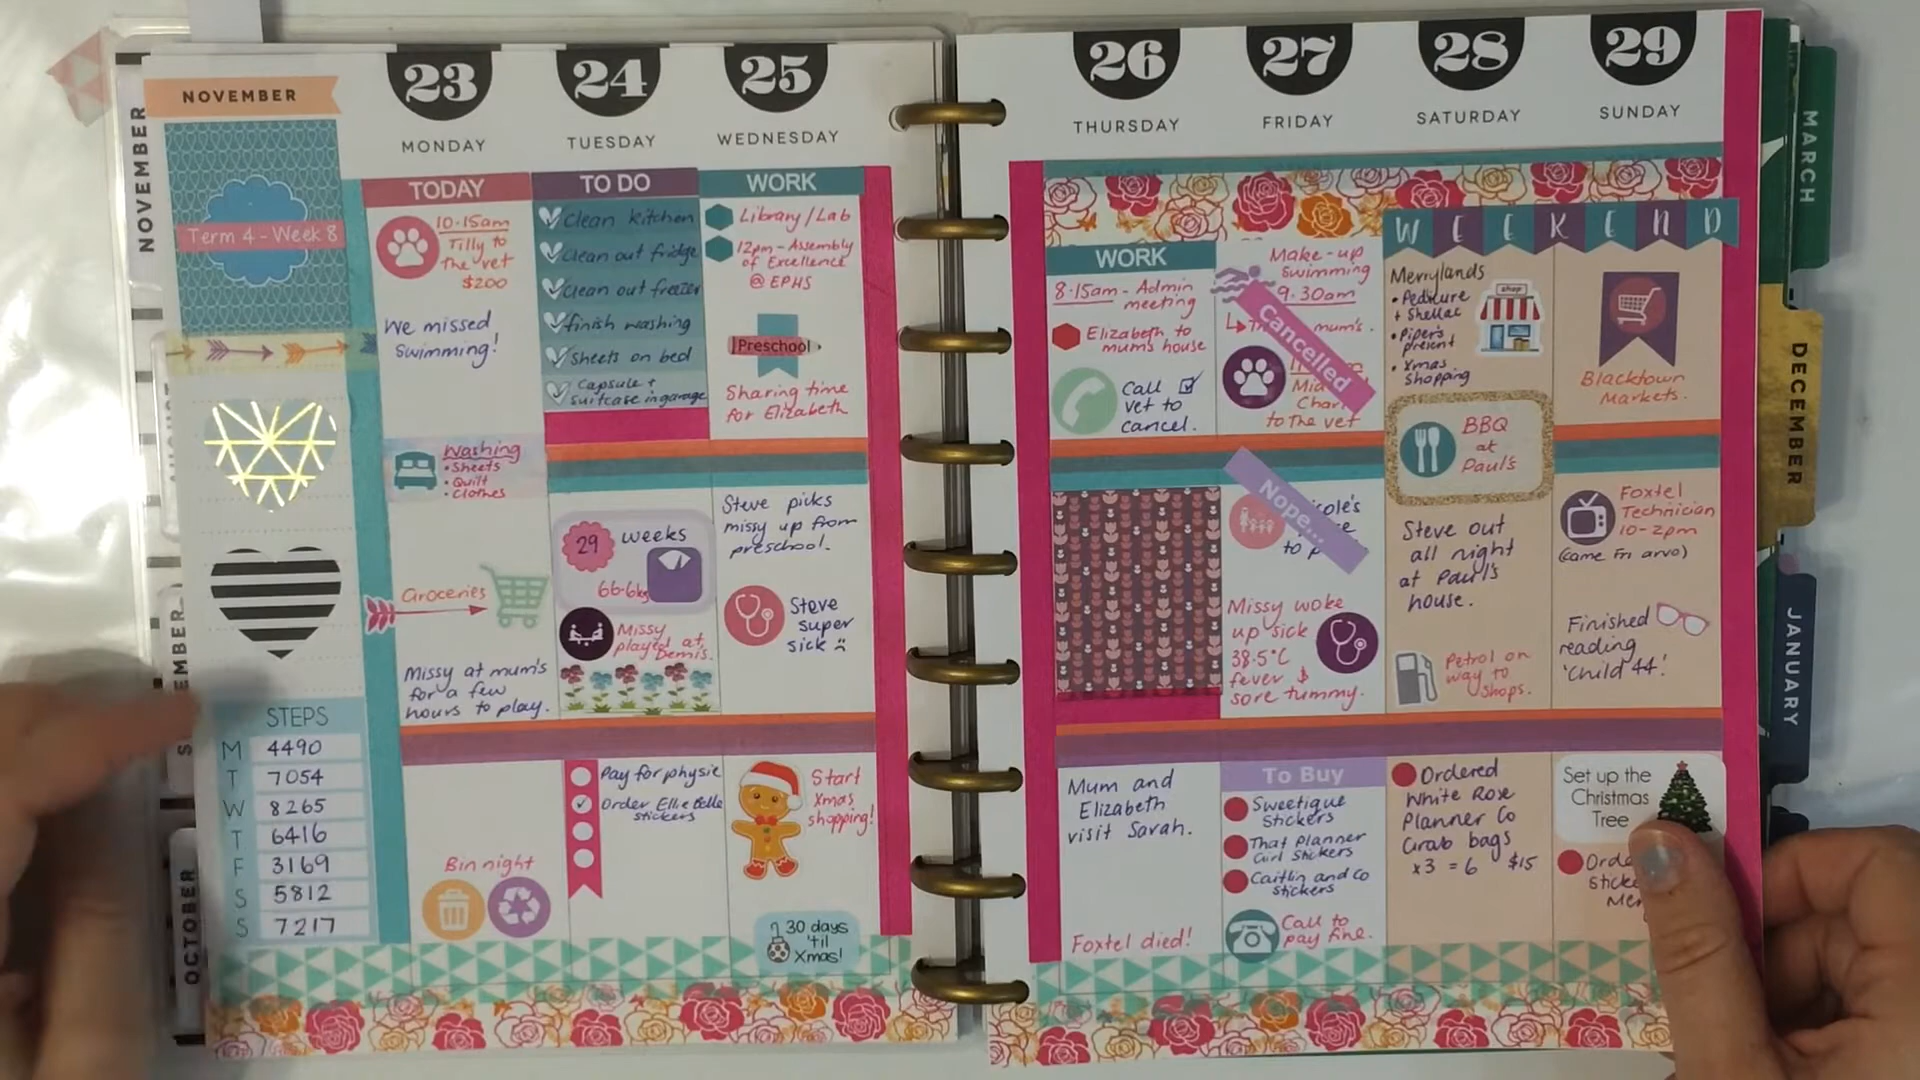 NOVEMBER
NOVEMBER
Term 4 - Week 8
STEPS
M 4490
T 7054
W 8265
T 6416
F 3169
S 5812
S 7217
OCTOBER
23
MONDAY
TODAY
10.15am
Tilly to
the vet
$200
We missed
Swimming!
Washing
• Sheets
• Quilt
• Clothes
Groceries
Missy at mum's
for a few
hours to play.
Bin night
24
TUESDAY
TO DO
Clean kitchen
Clean out fridge
Clean out freezer
finish washing
Sheets on bed
Capsule +
suitcase in garage
29 weeks
66.6kg
Missy
played at
Demi's.
Pay for physie
Order Ellie Belle
stickers
25
WEDNESDAY
WORK
Library/Lab
12pm - Assembly
of Excellence
@ EPHS
Preschool
Sharing time
for Elizabeth
Steve picks
missy up from
preschool.
Steve
super
sick
Start
Xmas
shopping!
30 days
'til
Xmas!
26
THURSDAY
WORK
8.15am - Admin
meeting
Elizabeth to
mum's house
Call
vet to
cancel.
Mum and
Elizabeth
visit Sarah.
Foxtel died!
27
FRIDAY
Make-up
Swimming
9.30am
mum's.
Cancelled
to the vet
Nope...
to
Missy woke
up sick
38.5°C
fever &
sore tummy.
To Buy
Sweetique
Stickers
That Planner
Girl Stickers
Caitlin and Co
stickers
Call to
pay fine.
28
SATURDAY
WEEKEND
Merrylands
• Pedicure
+ Shellac
• Piper's
present
• Xmas
shopping
shop
BBQ
at
Paul's
Steve out
all night
at Paul's
house.
Petrol on
way to
shops.
Ordered
White Rose
Planner Co
Grab bags
x3 = 6 $15
29
SUNDAY
Blacktown
Markets.
Foxtel
Technician
10-2pm
(came Fri arvo)
Finished
reading
'Child 44'.
Set up the
Christmas
Tree
MARCH
DECEMBER
JANUARY